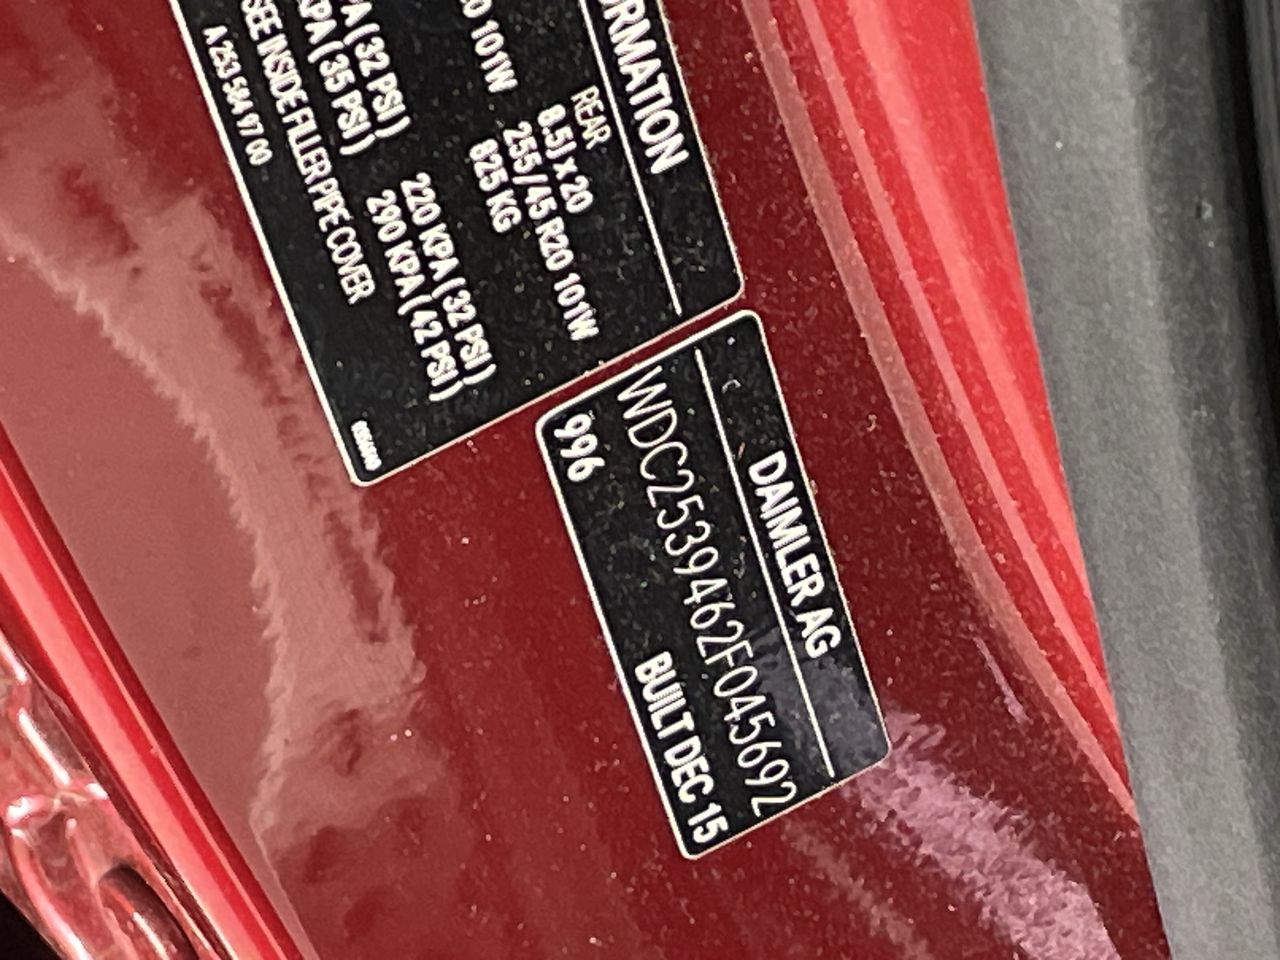 RMATION
REAR
8.5J x 20
255/45 R20 101W
0 101W
825 KG
PA ( 32 PSI ) 220 KPA ( 32 PSI )
KPA ( 35 PSI ) 290 KPA ( 42 PSI )
SEE INSIDE FILLER PIPE COVER
A 253 584 97 00
DAIMLER AG
WDC2539462F045692
996 BUILT DEC 15